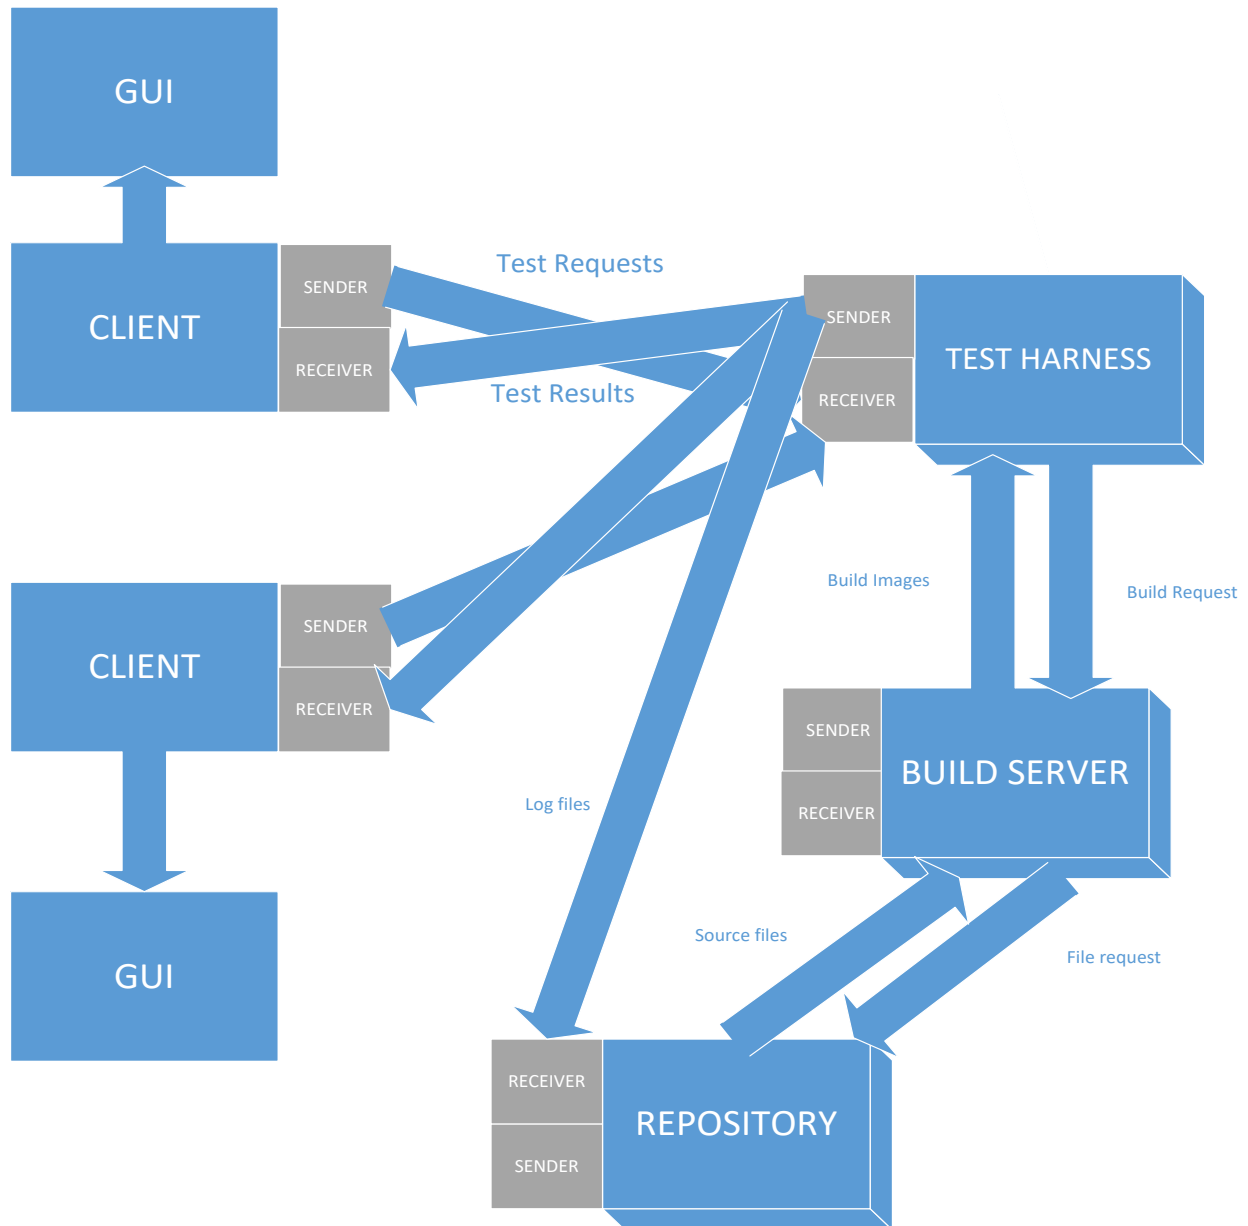 GUI
CLIENT
SENDER
RECEIVER
Test Requests
Test Results
SENDER
RECEIVER
TEST HARNESS
Build Images
Build Request
CLIENT
SENDER
RECEIVER
SENDER
RECEIVER
BUILD SERVER
Log files
GUI
Source files
File request
RECEIVER
SENDER
REPOSITORY